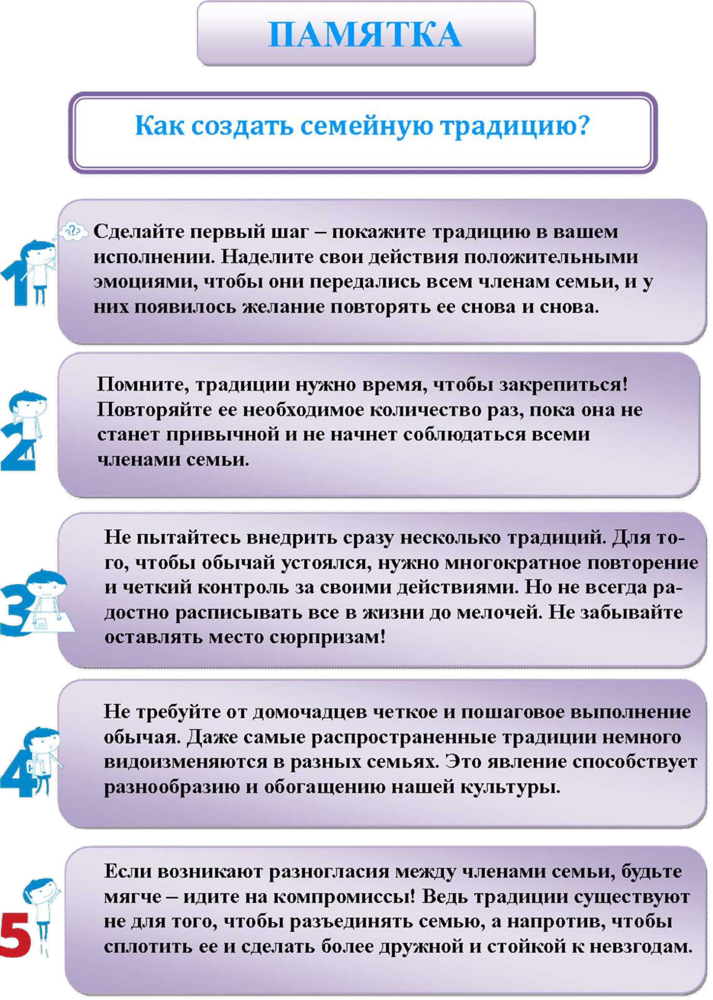 ПАМЯТКА
Как создать семейную традицию?
???
1
Сделайте первый шаг – покажите традицию в вашем
исполнении. Наделите свои действия положительными
эмоциями, чтобы они передались всем членам семьи, и у
них появилось желание повторять ее снова и снова.
2
Помните, традиции нужно время, чтобы закрепиться!
Повторяйте ее необходимое количество раз, пока она не
станет привычной и не начнет соблюдаться всеми
членами семьи.
3
Не пытайтесь внедрить сразу несколько традиций. Для то-
го, чтобы обычай устоялся, нужно многократное повторение
и четкий контроль за своими действиями. Но не всегда ра-
достно расписывать все в жизни до мелочей. Не забывайте
оставлять место сюрпризам!
4
Не требуйте от домочадцев четкое и пошаговое выполнение
обычая. Даже самые распространенные традиции немного
видоизменяются в разных семьях. Это явление способствует
разнообразию и обогащению нашей культуры.
5
Если возникают разногласия между членами семьи, будьте
мягче – идите на компромиссы! Ведь традиции существуют
не для того, чтобы разъединять семью, а напротив, чтобы
сплотить ее и сделать более дружной и стойкой к невзгодам.